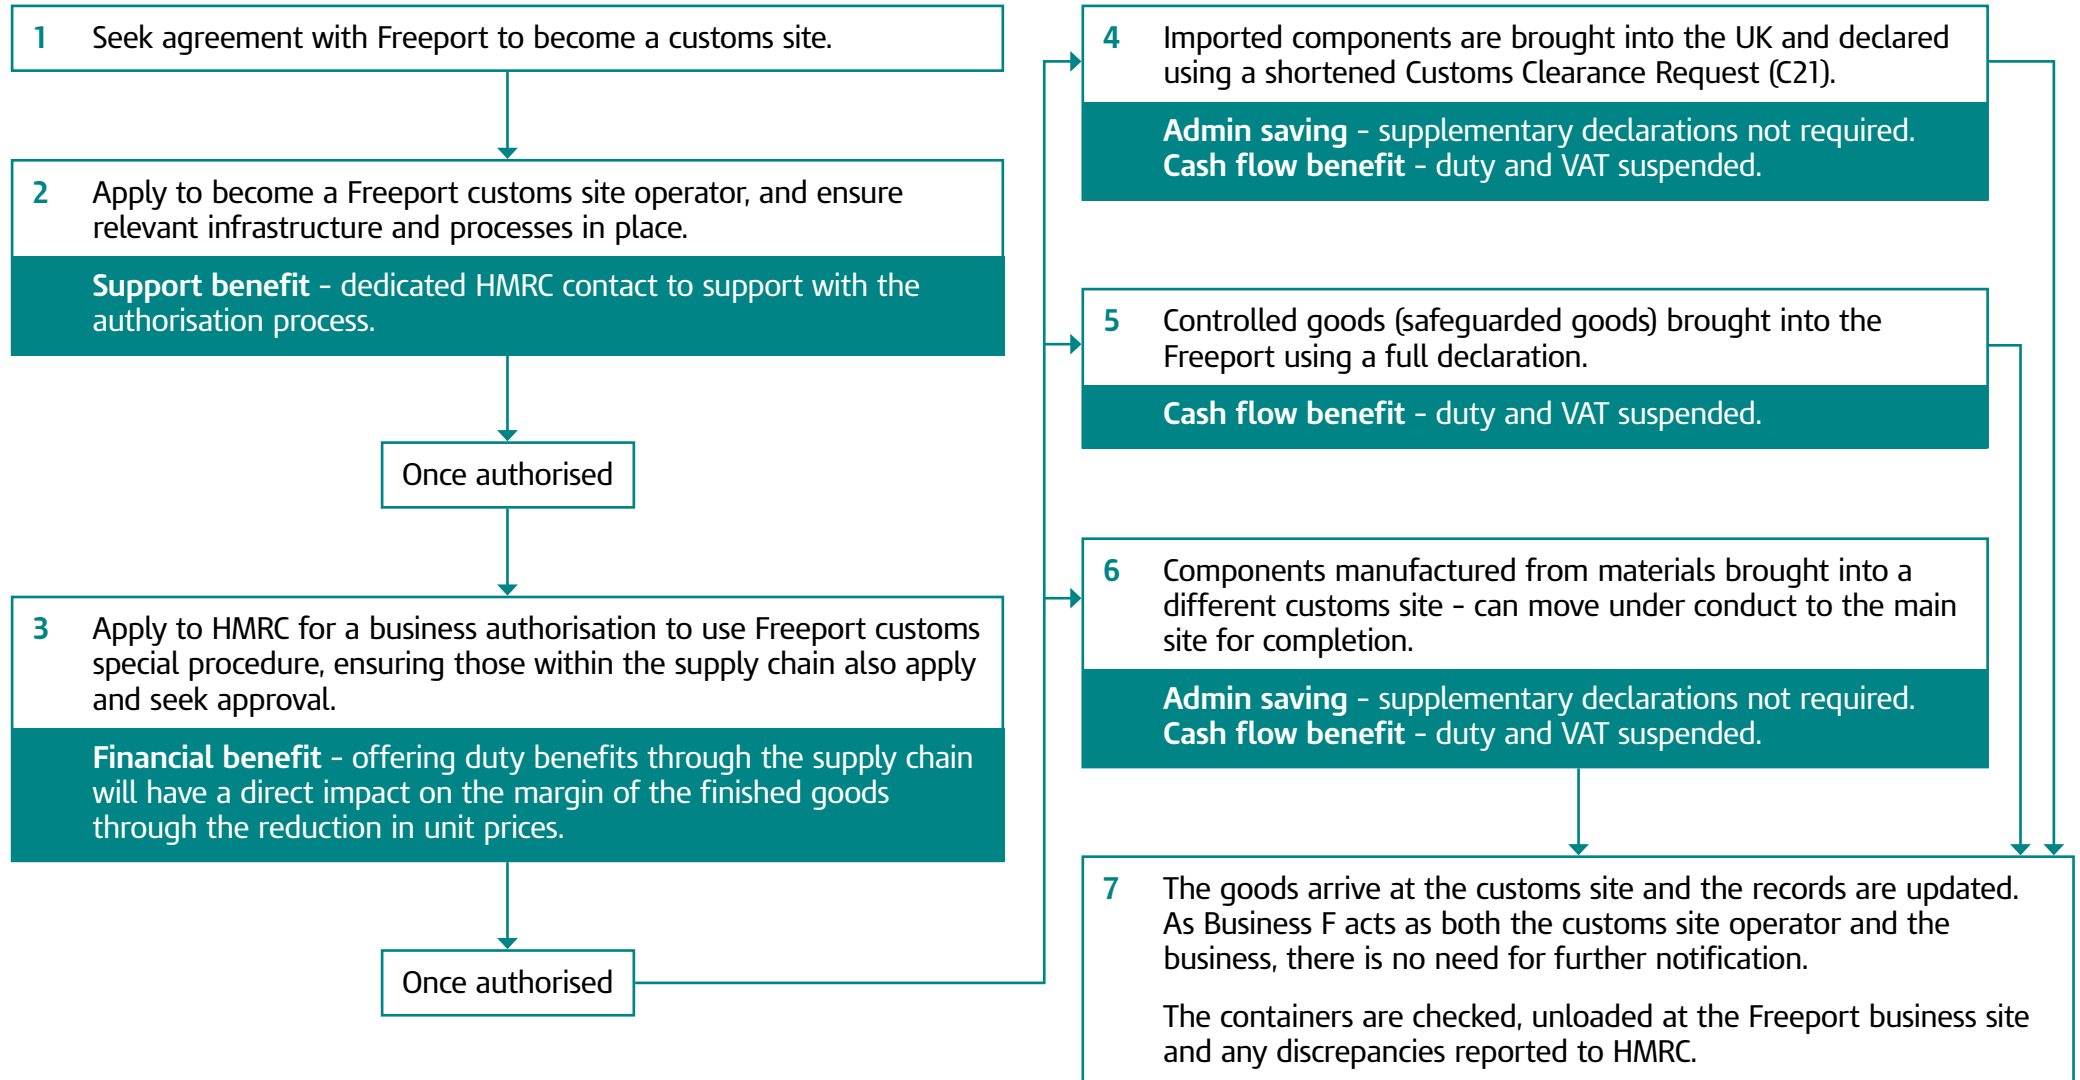 1 Seek agreement with Freeport to become a customs site.
2 Apply to become a Freeport customs site operator, and ensure
relevant infrastructure and processes in place.
Support benefit – dedicated HMRC contact to support with the
authorisation process.
Once authorised
3 Apply to HMRC for a business authorisation to use Freeport customs
special procedure, ensuring those within the supply chain also apply
and seek approval.
Financial benefit – offering duty benefits through the supply chain
will have a direct impact on the margin of the finished goods
through the reduction in unit prices.
Once authorised
4 Imported components are brought into the UK and declared
using a shortened Customs Clearance Request (C21).
Admin saving – supplementary declarations not required.
Cash flow benefit – duty and VAT suspended.
5 Controlled goods (safeguarded goods) brought into the
Freeport using a full declaration.
Cash flow benefit – duty and VAT suspended.
6 Components manufactured from materials brought into a
different customs site – can move under conduct to the main
site for completion.
Admin saving – supplementary declarations not required.
Cash flow benefit – duty and VAT suspended.
7 The goods arrive at the customs site and the records are updated.
As Business F acts as both the customs site operator and the
business, there is no need for further notification.
The containers are checked, unloaded at the Freeport business site
and any discrepancies reported to HMRC.